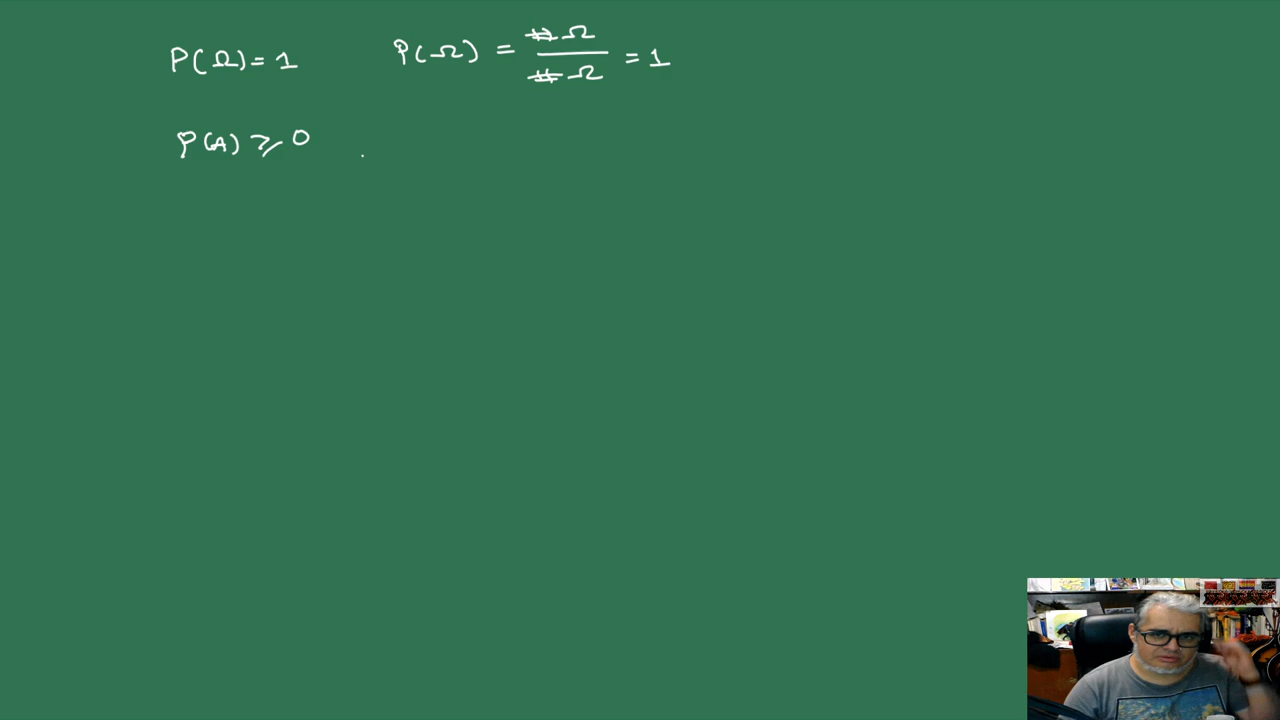 P(Ω) = 1 P(Ω) = #Ω / #Ω = 1
P(A) ⩾ 0